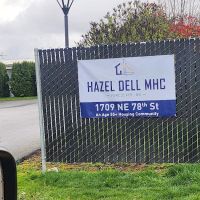 HAZEL DELL MHC
1709 NE 78th St
An Age 55+ Housing Community